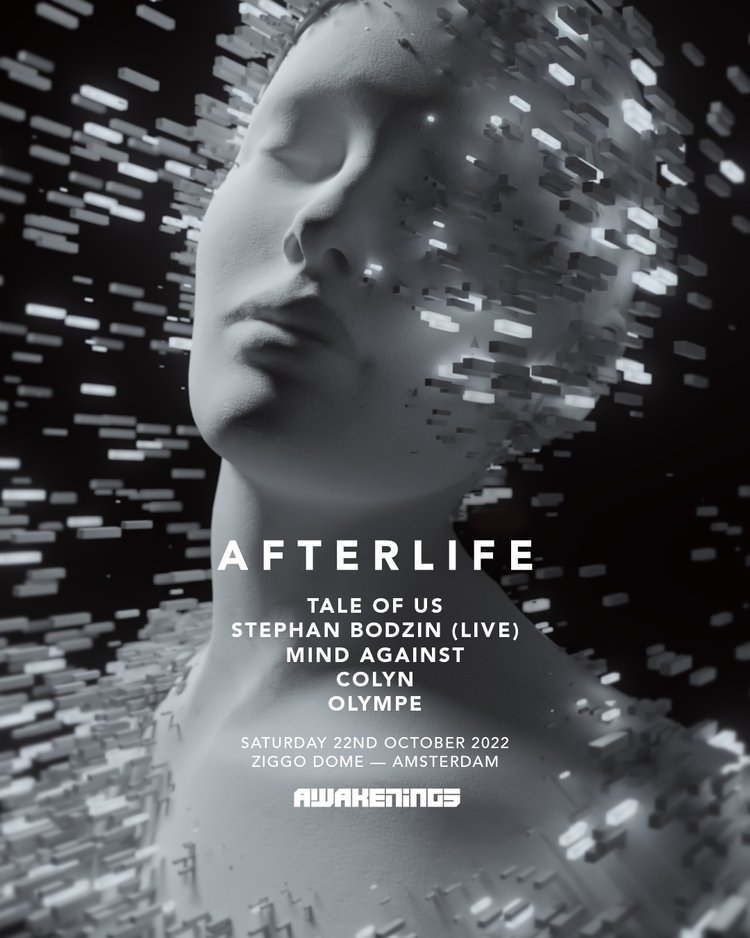 AFTERLIFE
TALE OF US
STEPHAN BODZIN (LIVE)
MIND AGAINST
COLYN
OLYMPE
SATURDAY 22ND OCTOBER 2022
ZIGGO DOME — AMSTERDAM
AWAKENINGS